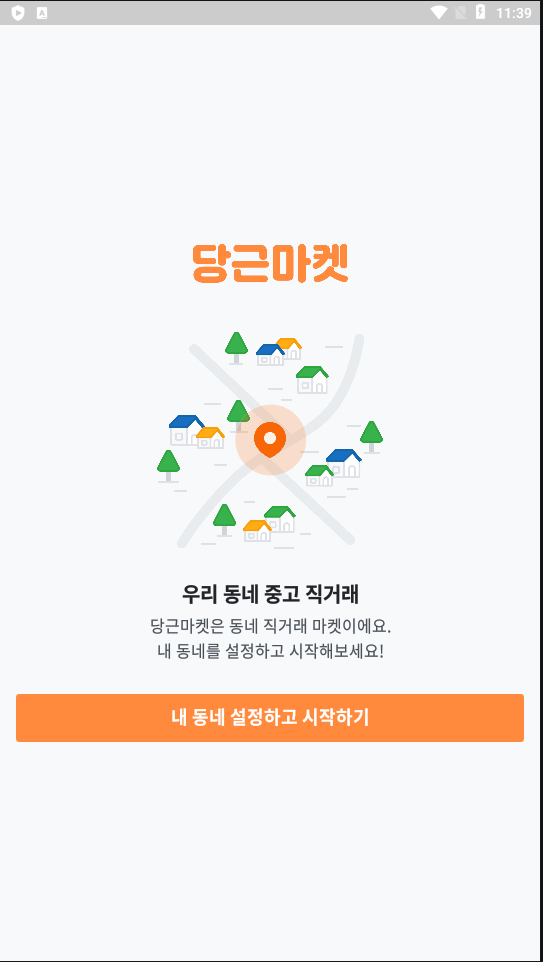 11:39
당근마켓
우리 동네 중고 직거래
당근마켓은 동네 직거래 마켓이에요.
내 동네를 설정하고 시작해보세요!
내 동네 설정하고 시작하기